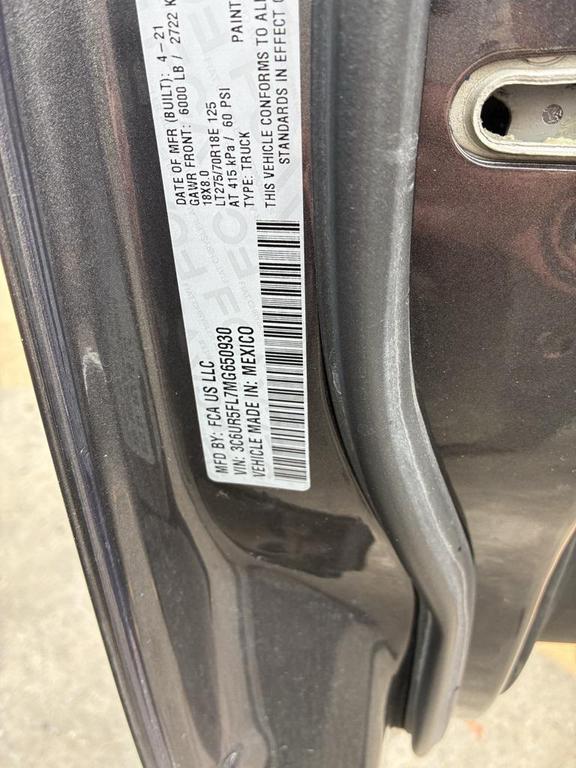 MFD BY: FCA US LLC
DATE OF MFR (BUILT): 4-21
GAWR FRONT: 6000 LB / 2722 K
18X8.0
LT275/70R18E 125
AT 415 kPa / 60 PSI
TYPE: TRUCK
PAINT
VIN: 3C6UR5FL7MG650930
VEHICLE MADE IN: MEXICO
THIS VEHICLE CONFORMS TO ALL
STANDARDS IN EFFECT O